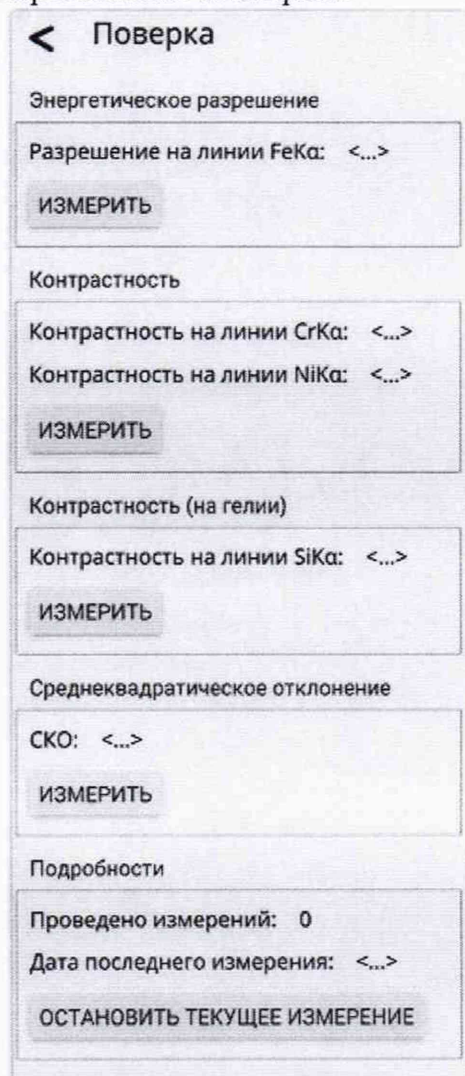 < Поверка
Энергетическое разрешение
Разрешение на линии FeKα: <...>
ИЗМЕРИТЬ
Контрастность
Контрастность на линии CrKα: <...>
Контрастность на линии NiKα: <...>
ИЗМЕРИТЬ
Контрастность (на гелии)
Контрастность на линии SiKα: <...>
ИЗМЕРИТЬ
Среднеквадратическое отклонение
СКО: <...>
ИЗМЕРИТЬ
Подробности
Проведено измерений: 0
Дата последнего измерения: <...>
ОСТАНОВИТЬ ТЕКУЩЕЕ ИЗМЕРЕНИЕ